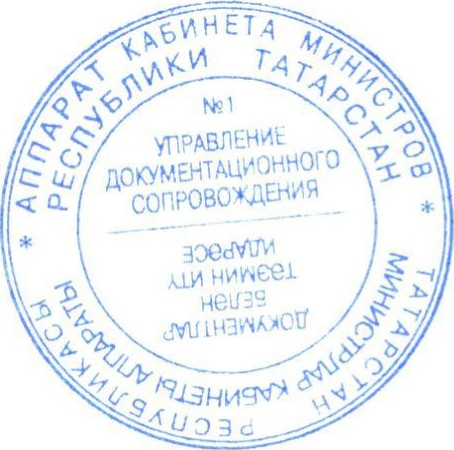 * АППАРАТ КАБИНЕТА МИНИСТРОВ *
РЕСПУБЛИКИ ТАТАРСТАН
№1
УПРАВЛЕНИЕ
ДОКУМЕНТАЦИОННОГО
СОПРОВОЖДЕНИЯ
ДОКУМЕНТЛАР
БЕЛӘН
ТӘЭМИН ИТҮ
ИДАРӘСЕ
ТАТАРСТАН РЕСПУБЛИКАСЫ
МИНИСТРЛАР КАБИНЕТЫ АППАРАТЫ